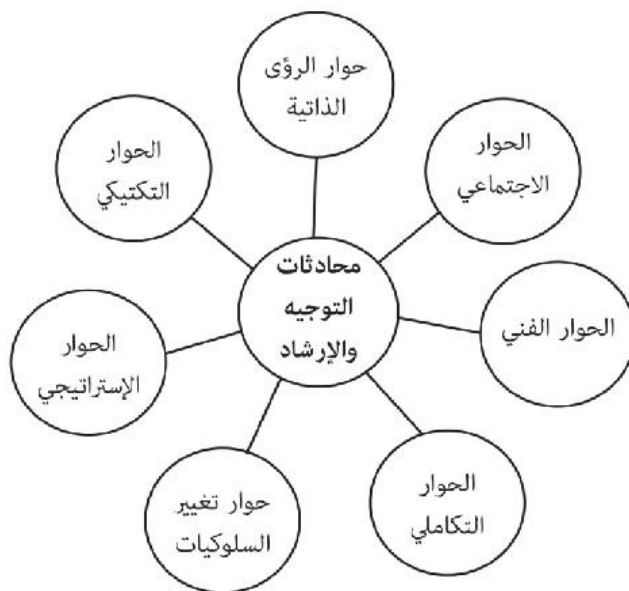 حوار الرؤى
الذاتية
الحوار
الاجتماعي
الحوار الفني
الحوار
التكاملي
حوار تغيير
السلوكيات
الحوار
الإستراتيجي
الحوار
التكتيكي
محادثات
التوجيه
والإرشاد